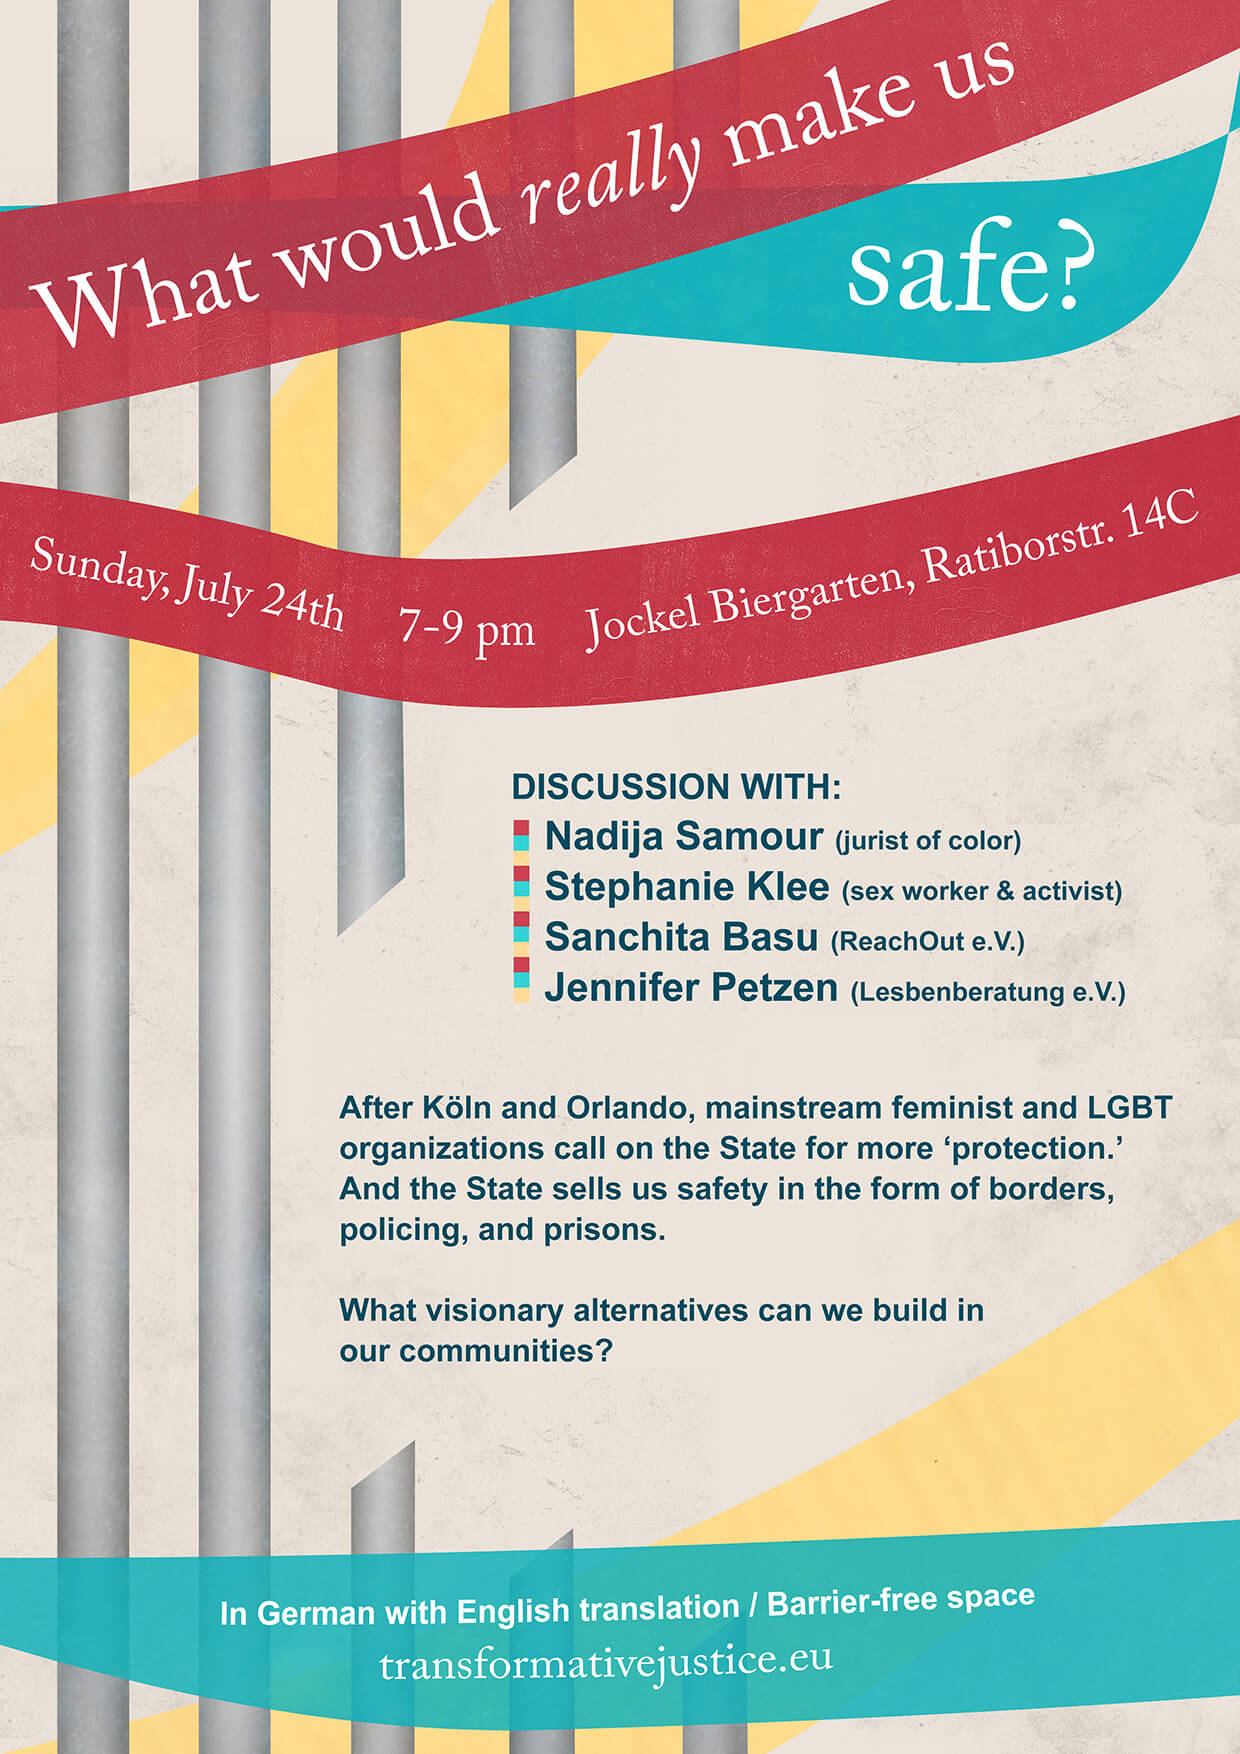 What would really make us
safe?
Sunday, July 24th 7-9 pm Jockel Biergarten, Ratiborstr. 14C
DISCUSSION WITH:
Nadija Samour (jurist of color)
Stephanie Klee (sex worker & activist)
Sanchita Basu (ReachOut e.V.)
Jennifer Petzen (Lesbenberatung e.V.)
After Köln and Orlando, mainstream feminist and LGBT
organizations call on the State for more ‘protection.’
And the State sells us safety in the form of borders,
policing, and prisons.
What visionary alternatives can we build in
our communities?
In German with English translation / Barrier-free space
transformativejustice.eu